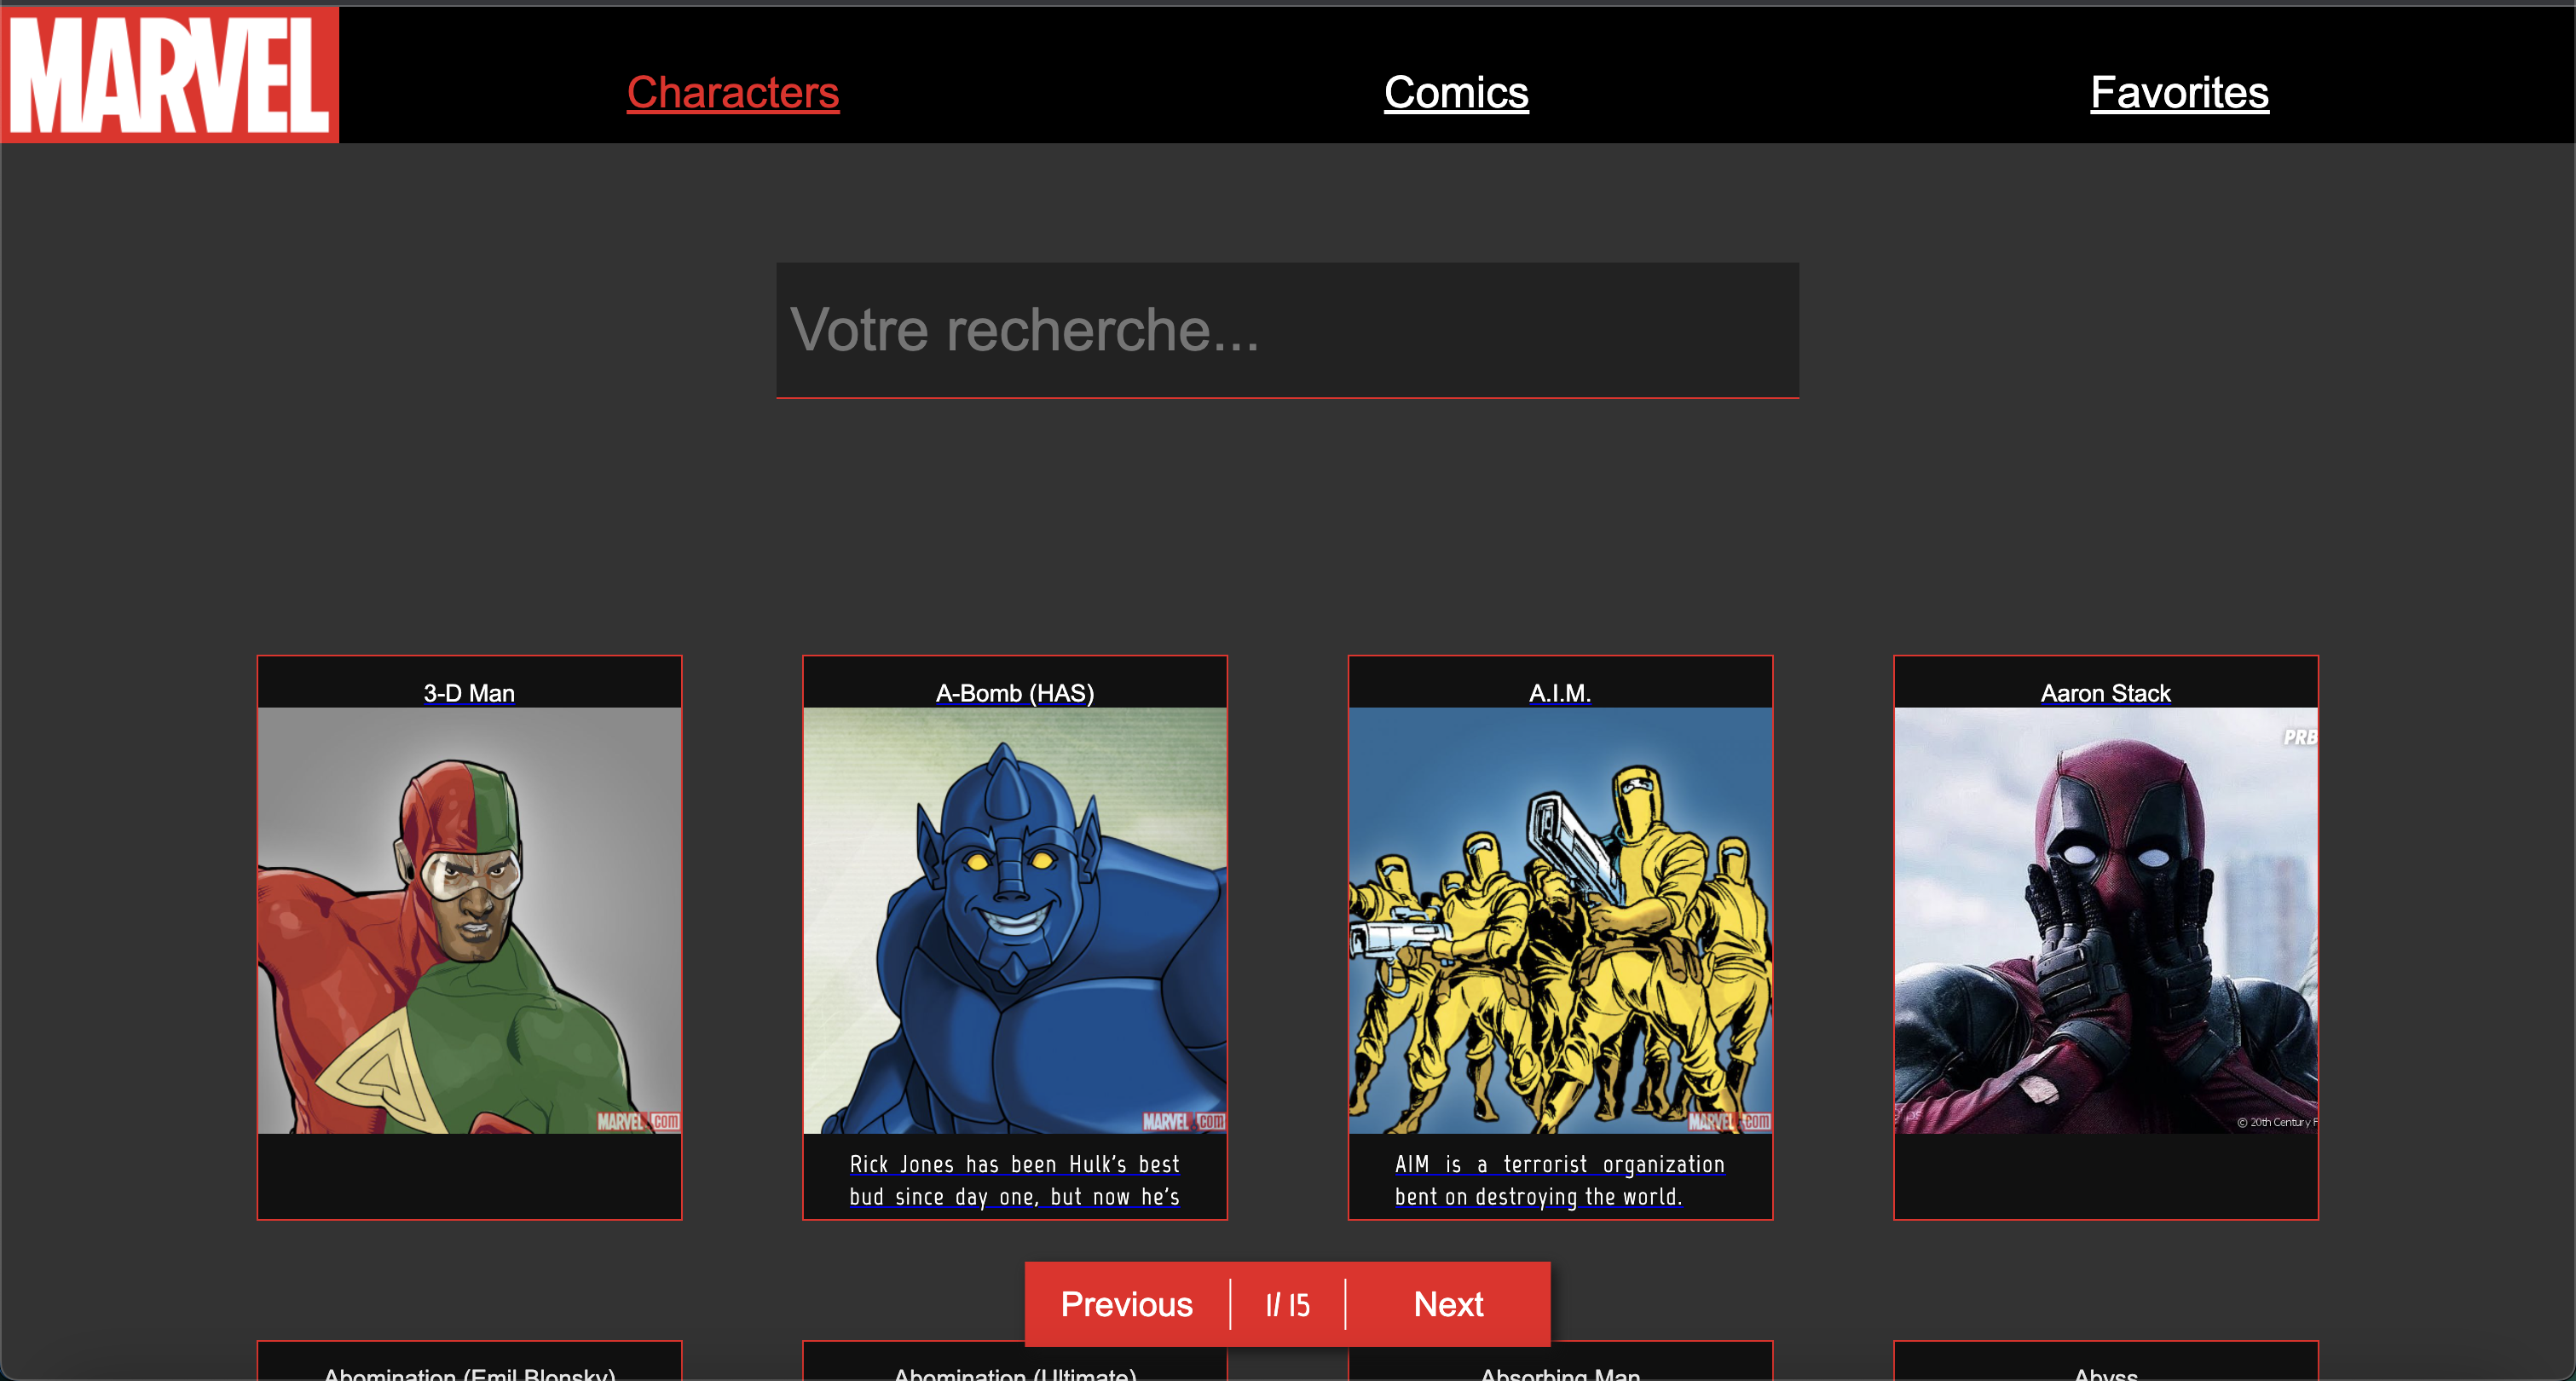 MARVEL
Characters
Comics
Favorites
Votre recherche...
3-D Man
A-Bomb (HAS)
A.I.M.
Aaron Stack
PRB
MARVEL.com
MARVEL.com
MARVEL.com
© 20th Century F
Rick Jones has been Hulk's best
bud since day one, but now he's
AIM is a terrorist organization
bent on destroying the world.
Previous
1/ 15
Next
Abomination (Emil Blonsky)
Abomination (Ultimate)
Absorbing Man
Abyss